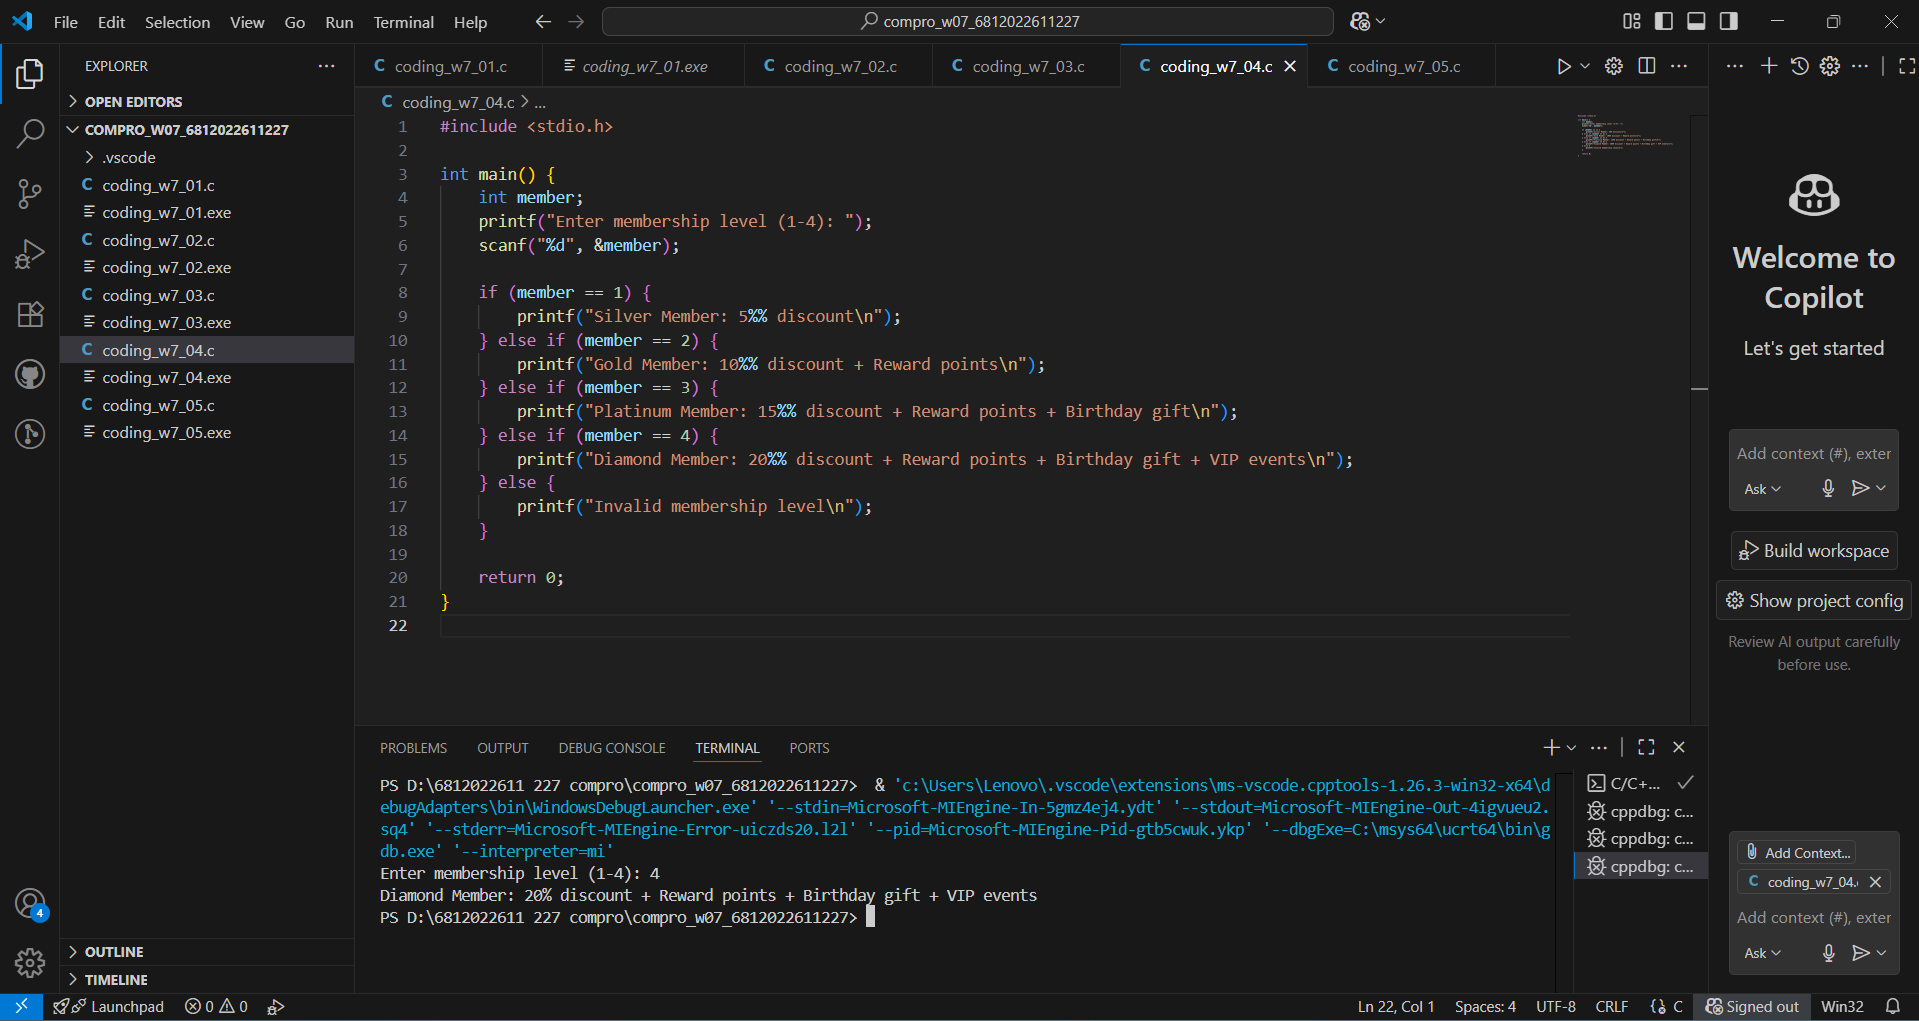 File Edit Selection View Go Run Terminal Help
compro_w07_6812022611227
EXPLORER
OPEN EDITORS
COMPRO_W07_6812022611227
.vscode
coding_w7_01.c
coding_w7_01.exe
coding_w7_02.c
coding_w7_02.exe
coding_w7_03.c
coding_w7_03.exe
coding_w7_04.c
coding_w7_04.exe
coding_w7_05.c
coding_w7_05.exe
OUTLINE
TIMELINE
coding_w7_01.c coding_w7_01.exe coding_w7_02.c coding_w7_03.c coding_w7_04.c coding_w7_05.c
coding_w7_04.c > ...
1 #include <stdio.h>
2
3 int main() {
4 int member;
5 printf("Enter membership level (1-4): ");
6 scanf("%d", &member);
7
8 if (member == 1) {
9 printf("Silver Member: 5%% discount\n");
10 } else if (member == 2) {
11 printf("Gold Member: 10%% discount + Reward points\n");
12 } else if (member == 3) {
13 printf("Platinum Member: 15%% discount + Reward points + Birthday gift\n");
14 } else if (member == 4) {
15 printf("Diamond Member: 20%% discount + Reward points + Birthday gift + VIP events\n");
16 } else {
17 printf("Invalid membership level\n");
18 }
19
20 return 0;
21 }
22
PROBLEMS OUTPUT DEBUG CONSOLE TERMINAL PORTS
PS D:\6812022611 227 compro\compro_w07_6812022611227> & 'c:\Users\Lenovo\.vscode\extensions\ms-vscode.cpptools-1.26.3-win32-x64\d
ebugAdapters\bin\WindowsDebugLauncher.exe' '--stdin=Microsoft-MIEngine-In-5gmz4ej4.ydt' '--stdout=Microsoft-MIEngine-Out-4igvueu2.
sq4' '--stderr=Microsoft-MIEngine-Error-uiczds20.l2l' '--pid=Microsoft-MIEngine-Pid-gtb5cwuk.ykp' '--dbgExe=C:\msys64\ucrt64\bin\g
db.exe' '--interpreter=mi'
Enter membership level (1-4): 4
Diamond Member: 20% discount + Reward points + Birthday gift + VIP events
PS D:\6812022611 227 compro\compro_w07_6812022611227>
C/C+...
cppdbg: c...
cppdbg: c...
cppdbg: c...
Welcome to
Copilot
Let's get started
Add context (#), exter
Ask
Build workspace
Show project config
Review AI output carefully
before use.
Add Context...
coding_w7_04.
Add context (#), exter
Ask
4
Launchpad 0 0 Ln 22, Col 1 Spaces: 4 UTF-8 CRLF {} C Signed out Win32